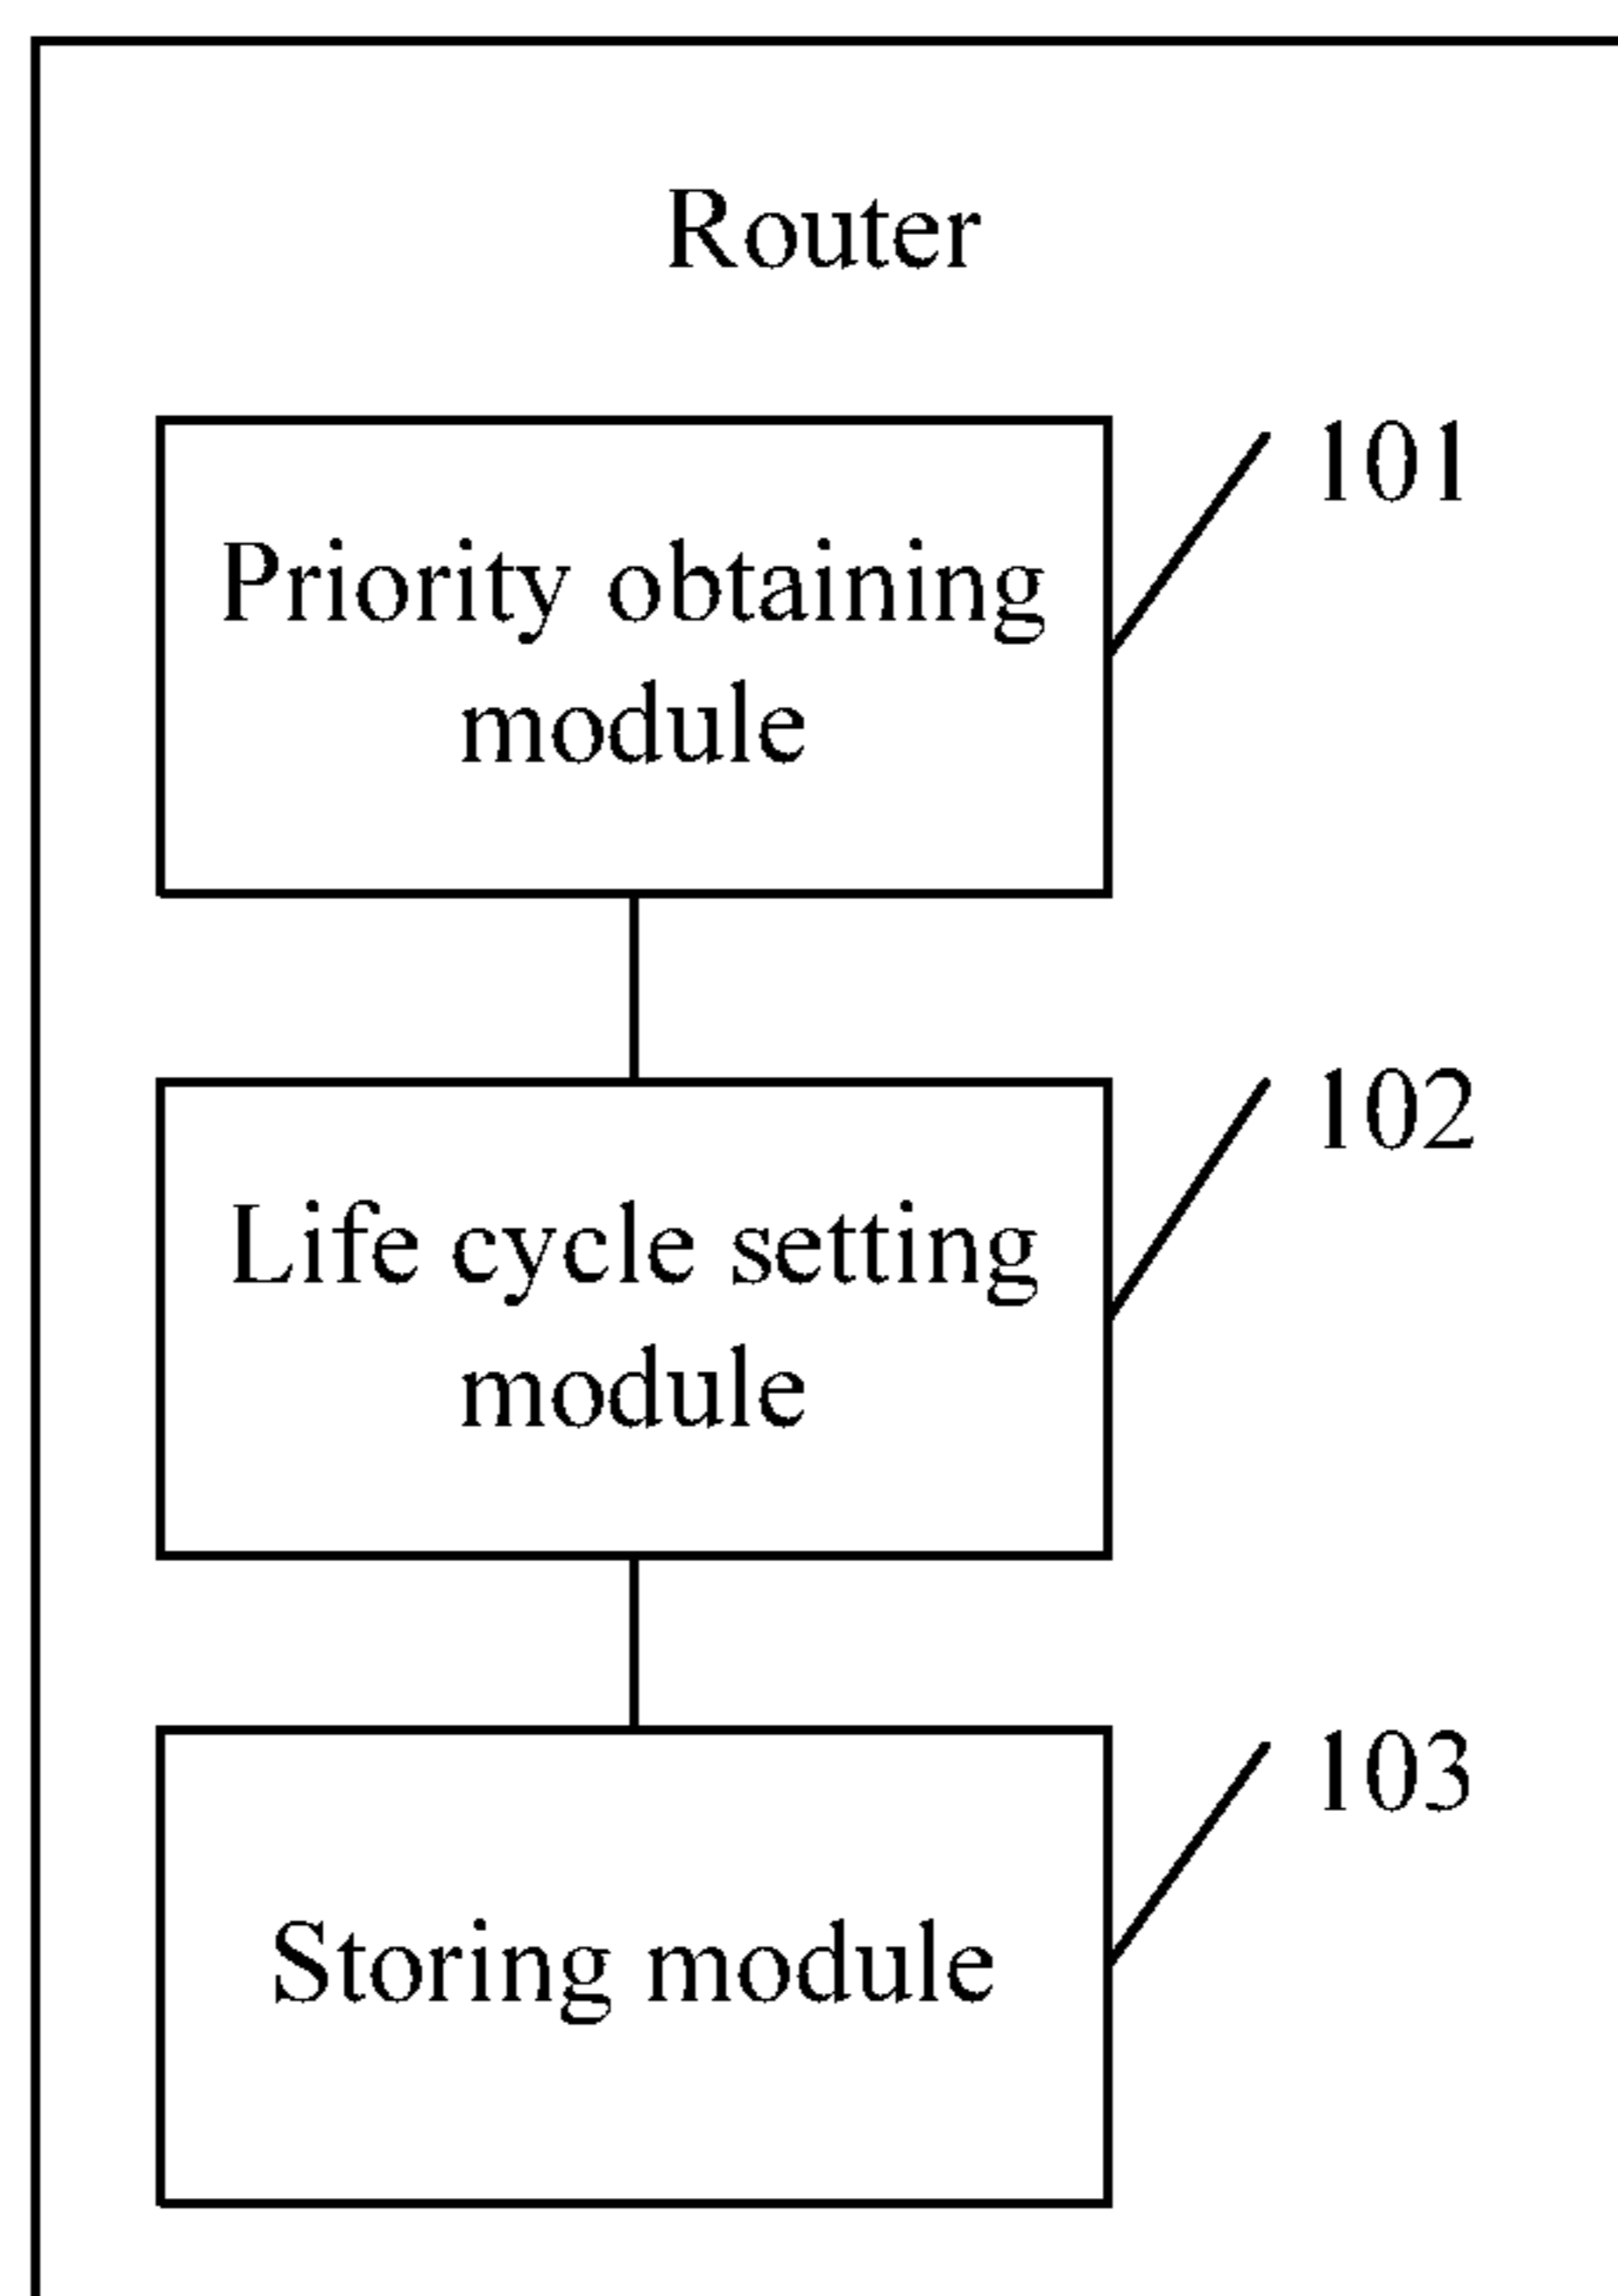 Router
101
Priority obtaining
module
102
Life cycle setting
module
103
Storing module